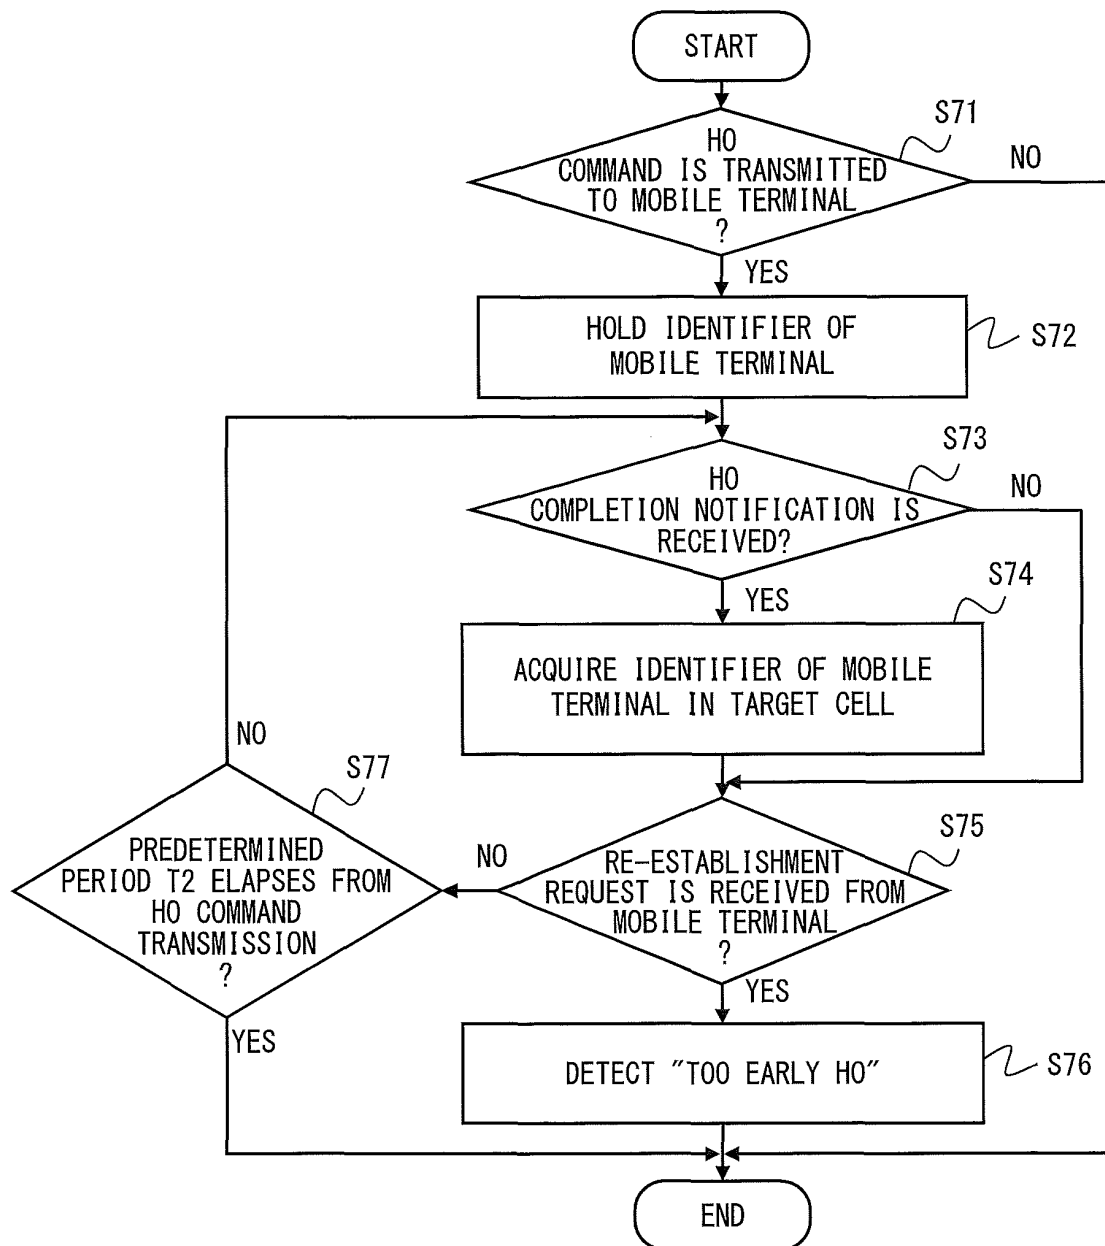 START
S71
HO
COMMAND IS TRANSMITTED
TO MOBILE TERMINAL
?
NO
YES
HOLD IDENTIFIER OF
MOBILE TERMINAL
S72
S73
HO
COMPLETION NOTIFICATION IS
RECEIVED?
NO
YES
S74
ACQUIRE IDENTIFIER OF MOBILE
TERMINAL IN TARGET CELL
NO
S77
PREDETERMINED
PERIOD T2 ELAPSES FROM
HO COMMAND
TRANSMISSION
?
YES
NO
S75
RE-ESTABLISHMENT
REQUEST IS RECEIVED FROM
MOBILE TERMINAL
?
YES
DETECT "TOO EARLY HO"
S76
END